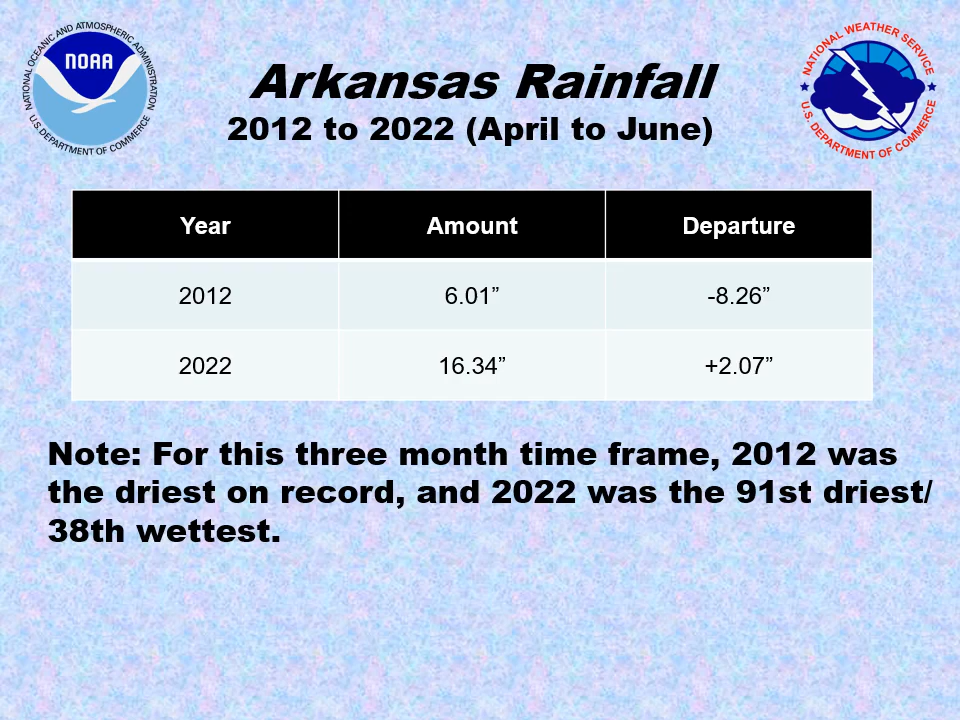 NATIONAL OCEANIC AND ATMOSPHERIC ADMINISTRATION
NOAA
U.S. DEPARTMENT OF COMMERCE
Arkansas Rainfall
2012 to 2022 (April to June)
NATIONAL WEATHER SERVICE
U.S. DEPARTMENT OF COMMERCE
Year Amount Departure
2012 6.01” -8.26”
2022 16.34” +2.07”
Note: For this three month time frame, 2012 was
the driest on record, and 2022 was the 91st driest/
38th wettest.